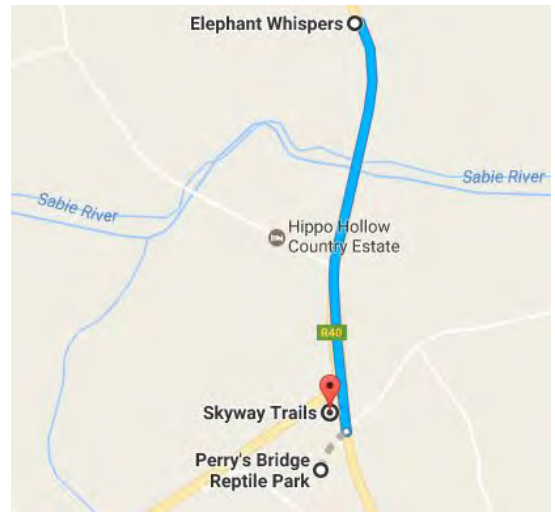 Elephant Whispers
Sabie River
Sabie River
Hippo Hollow
Country Estate
R40
Skyway Trails
Perry's Bridge
Reptile Park